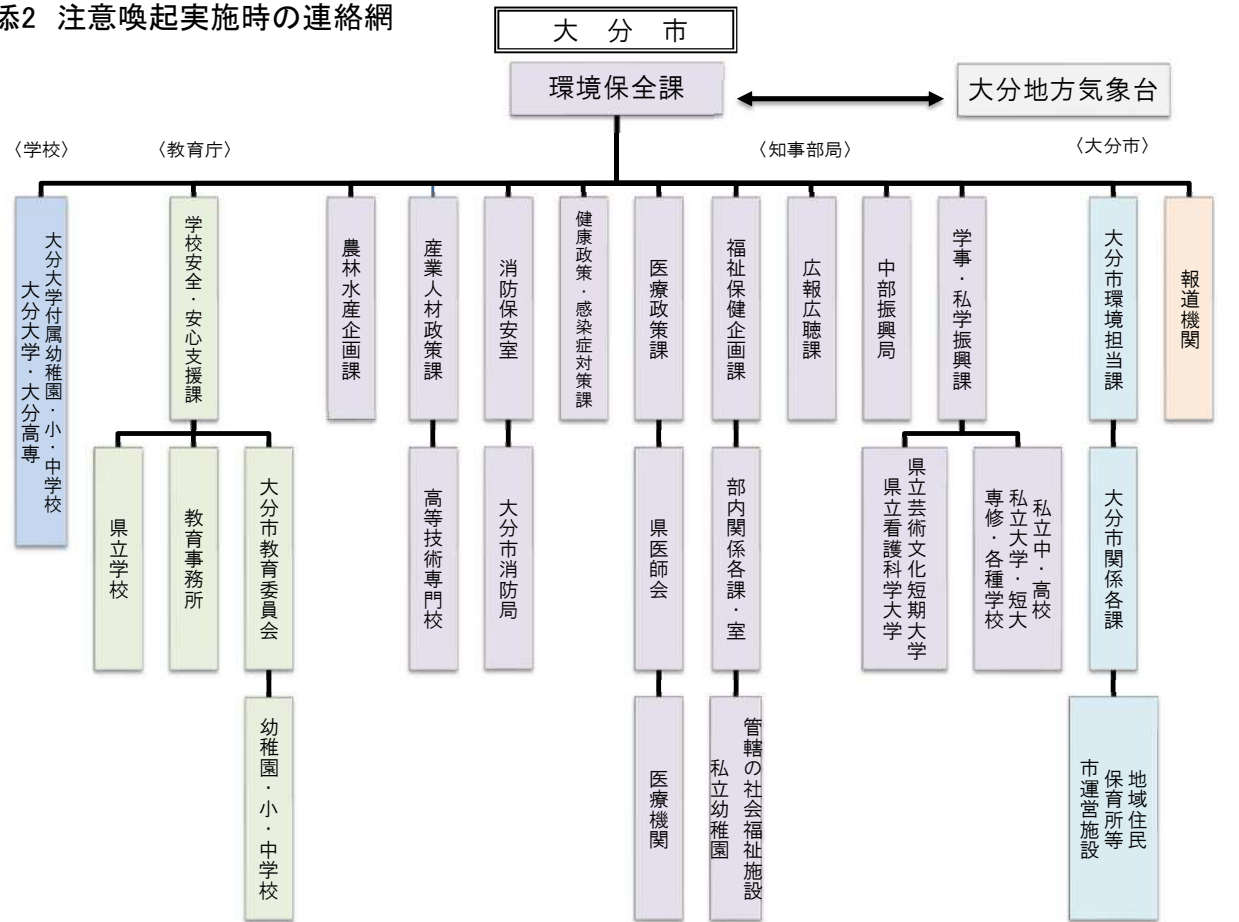 添2 注意喚起実施時の連絡網
大 分 市
環境保全課
大分地方気象台
〈学校〉
〈教育庁〉
〈知事部局〉
〈大分市〉
大分大学付属幼稚園・小・中学校
大分大学・大分高専
学校安全・安心支援課
農林水産企画課
産業人材政策課
消防保安室
健康政策・感染症対策課
医療政策課
福祉保健企画課
広報広聴課
中部振興局
学事・私学振興課
大分市環境担当課
報道機関
県立学校
教育事務所
大分市教育委員会
高等技術専門校
大分市消防局
県医師会
部内関係各課・室
県立芸術文化短期大学
県立看護科学大学
私立中・高校
私立大学・短大
専修・各種学校
大分市関係各課
幼稚園・小・中学校
医療機関
管轄の社会福祉施設
私立幼稚園
地域住民
保育所等
市運営施設